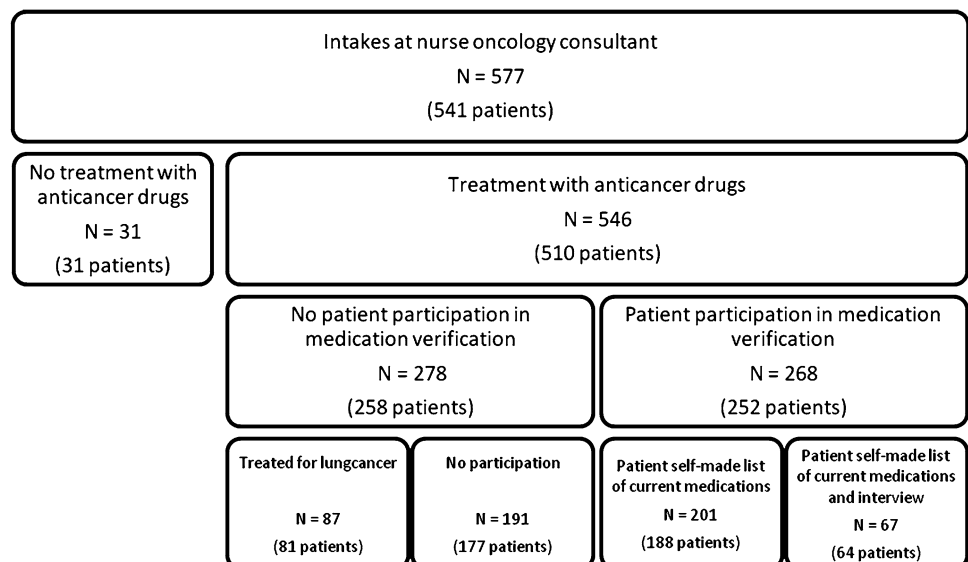 Intakes at nurse oncology consultant
N = 577
(541 patients)
No treatment with
anticancer drugs
N = 31
(31 patients)
Treatment with anticancer drugs
N = 546
(510 patients)
No patient participation in
medication verification
N = 278
(258 patients)
Patient participation in medication
verification
N = 268
(252 patients)
Treated for lungcancer
N = 87
(81 patients)
No participation
N = 191
(177 patients)
Patient self-made list
of current medications
N = 201
(188 patients)
Patient self-made list
of current medications
and interview
N = 67
(64 patients)